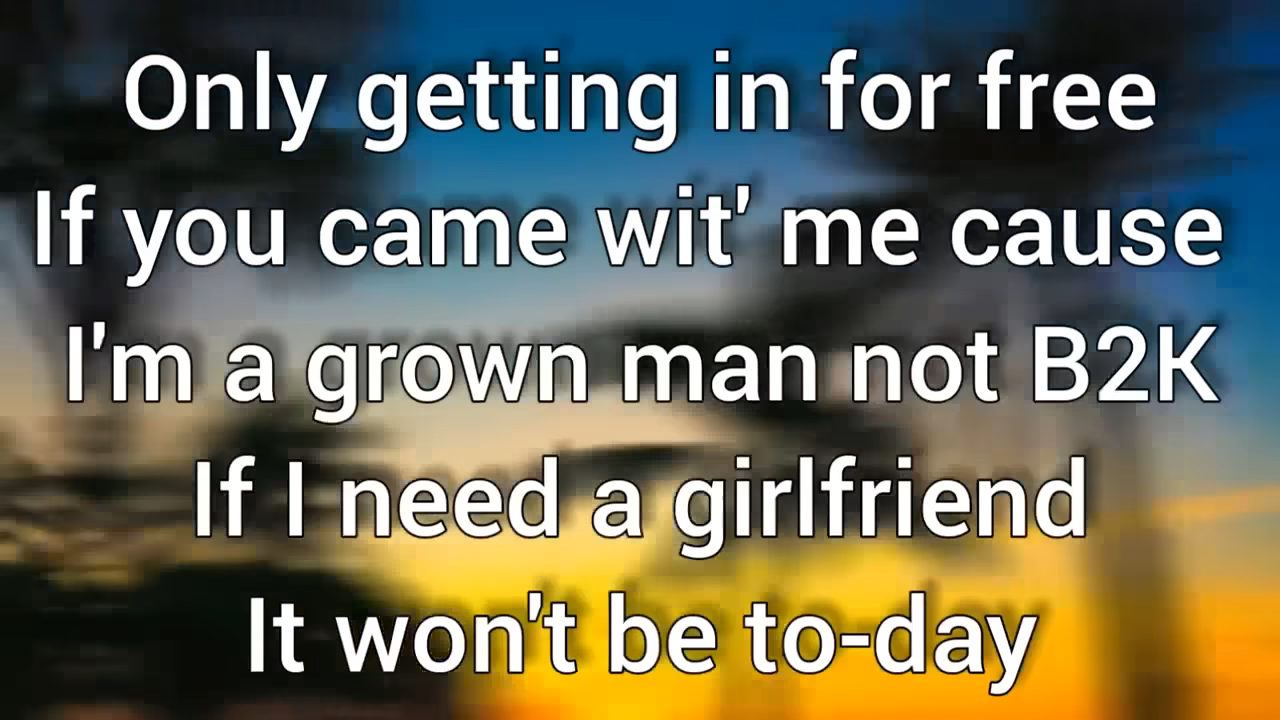 Only getting in for free
If you came wit' me cause
I'm a grown man not B2K
If I need a girlfriend
It won't be to-day